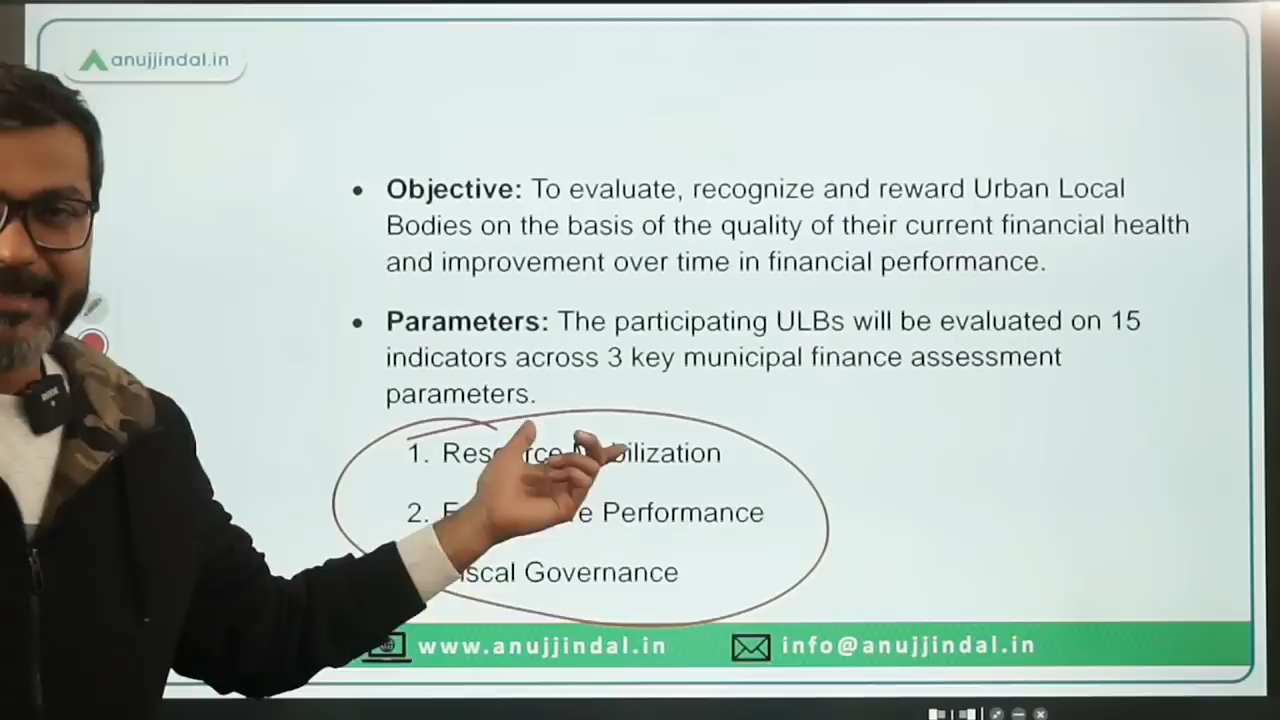 anujjindal.in
• Objective: To evaluate, recognize and reward Urban Local
Bodies on the basis of the quality of their current financial health
and improvement over time in financial performance.
• Parameters: The participating ULBs will be evaluated on 15
indicators across 3 key municipal finance assessment
parameters.
1. Res rce M bilization
2. E e Performance
iscal Governance
www.anujjindal.in info@anujjindal.in